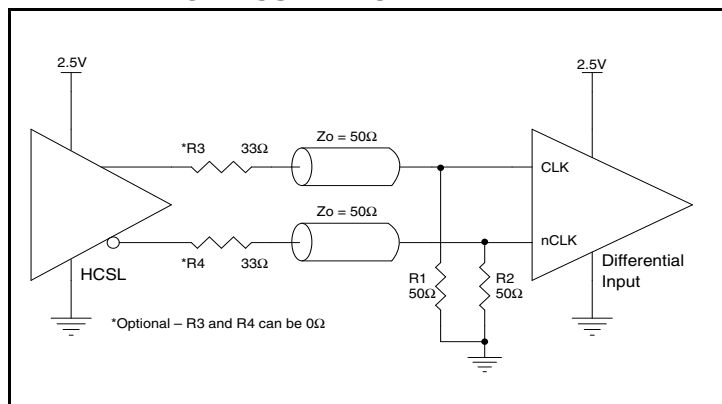 2.5V
2.5V
*R3 33Ω
Zo = 50Ω
CLK
Zo = 50Ω
nCLK
*R4 33Ω
HCSL
R1
50Ω
R2
50Ω
Differential
Input
*Optional – R3 and R4 can be 0Ω